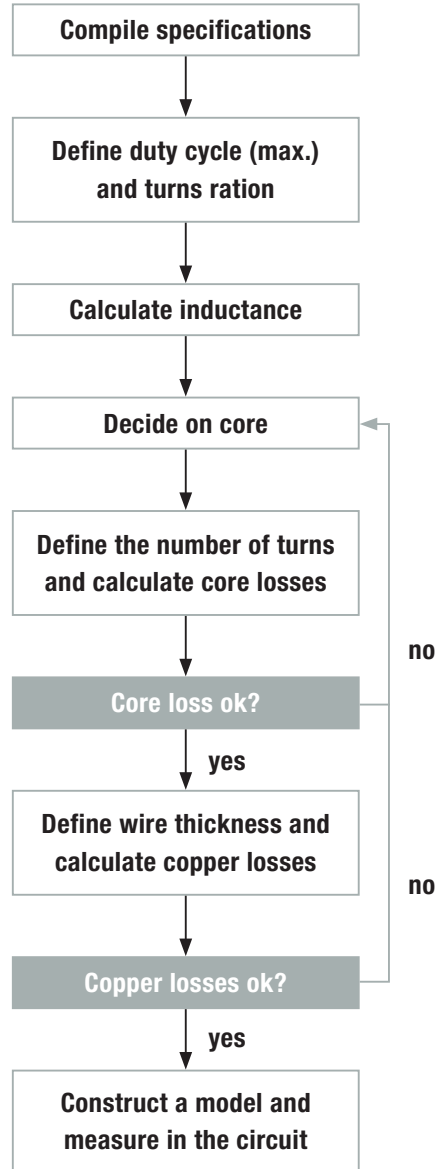 Compile specifications
Define duty cycle (max.)
and turns ration
Calculate inductance
Decide on core
Define the number of turns
and calculate core losses
no
Core loss ok?
yes
Define wire thickness and
calculate copper losses
no
Copper losses ok?
yes
Construct a model and
measure in the circuit